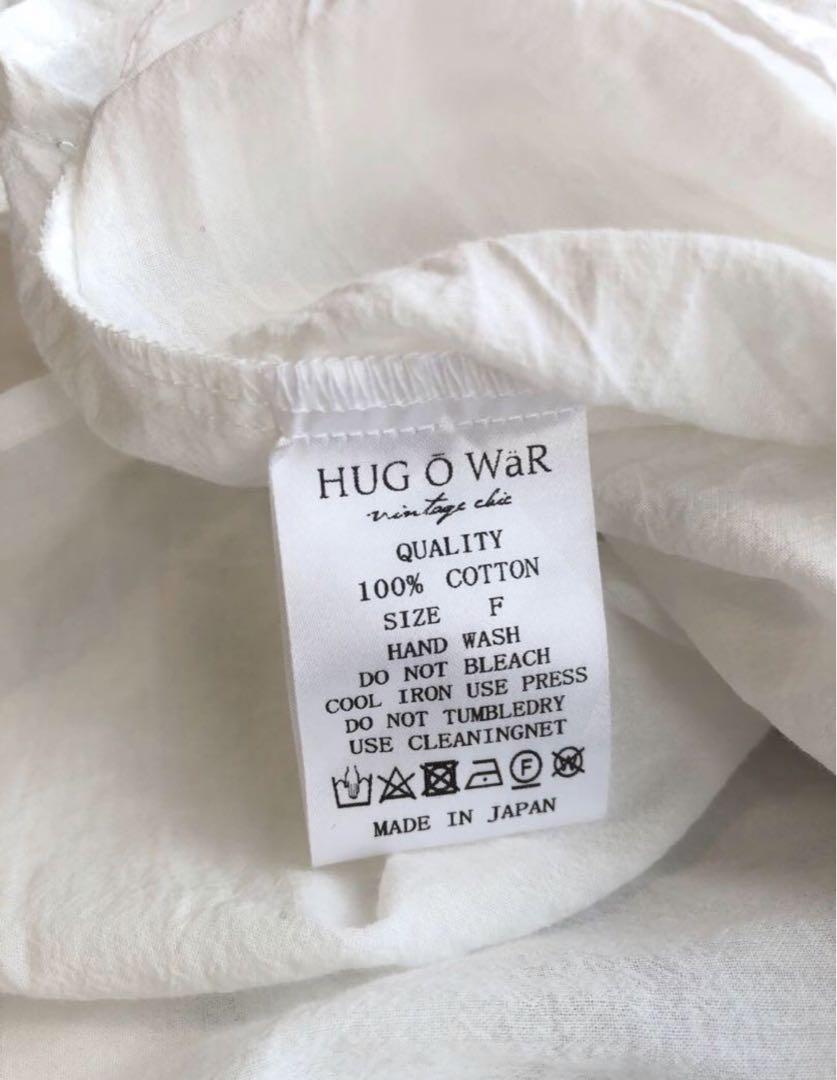 HUG Ō WäR
vintage chic
QUALITY
100% COTTON
SIZE F
HAND WASH
DO NOT BLEACH
COOL IRON USE PRESS
DO NOT TUMBLEDRY
USE CLEANINGNET
F W
MADE IN JAPAN